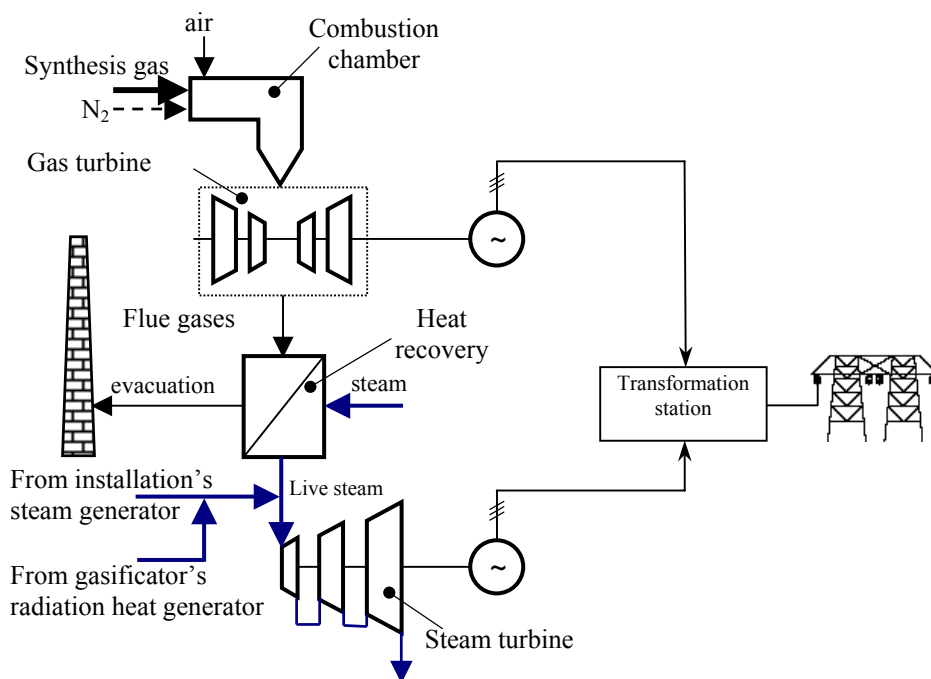 air
Combustion
chamber
Synthesis gas
N₂
Gas turbine
~
Flue gases
Heat
recovery
evacuation
steam
Transformation
station
From installation's
steam generator
Live steam
~
From gasificator's
radiation heat generator
Steam turbine